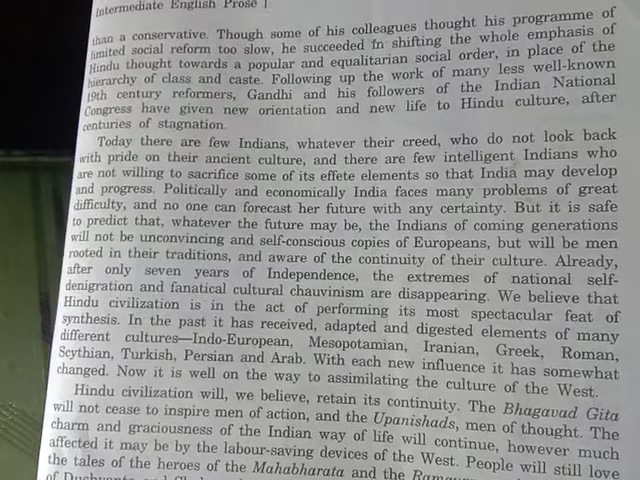 Intermediate English Prose I
than a conservative. Though some of his colleagues thought his programme of
limited social reform too slow, he succeeded in shifting the whole emphasis of
Hindu thought towards a popular and equalitarian social order, in place of the
hierarchy of class and caste. Following up the work of many less well-known
19th century reformers, Gandhi and his followers of the Indian National
Congress have given new orientation and new life to Hindu culture, after
centuries of stagnation.
Today there are few Indians, whatever their creed, who do not look back
with pride on their ancient culture, and there are few intelligent Indians who
are not willing to sacrifice some of its effete elements so that India may develop
and progress. Politically and economically India faces many problems of great
difficulty, and no one can forecast her future with any certainty. But it is safe
to predict that, whatever the future may be, the Indians of coming generations
will not be unconvincing and self-conscious copies of Europeans, but will be men
rooted in their traditions, and aware of the continuity of their culture. Already,
after only seven years of Independence, the extremes of national self-
denigration and fanatical cultural chauvinism are disappearing. We believe that
Hindu civilization is in the act of performing its most spectacular feat of
synthesis. In the past it has received, adapted and digested elements of many
different cultures—Indo-European, Mesopotamian, Iranian, Greek, Roman,
Scythian, Turkish, Persian and Arab. With each new influence it has somewhat
changed. Now it is well on the way to assimilating the culture of the West.
Hindu civilization will, we believe, retain its continuity. The Bhagavad Gita
will not cease to inspire men of action, and the Upanishads, men of thought. The
charm and graciousness of the Indian way of life will continue, however much
affected it may be by the labour-saving devices of the West. People will still love
the tales of the heroes of the Mahabharata and the
of